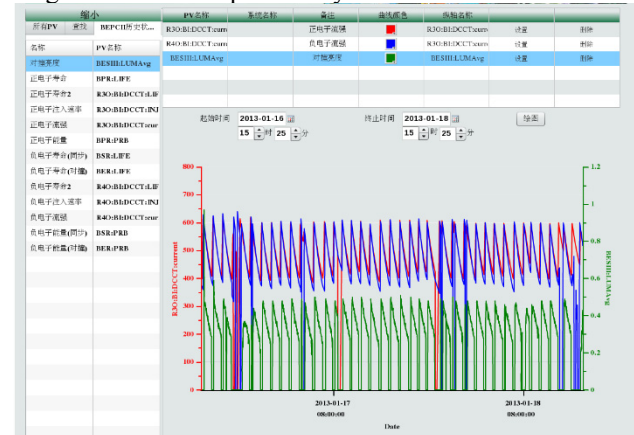 缩小
所有PV 查找 BEPCII历史状...
名称 PV名称
对撞亮度 BESIII:LUMAvg
正电子寿命 BPR:LIFE
正电子寿命2 R3O:BI:DCCT:LIF
正电子注入速率 R3O:BI:DCCT:INJ
正电子流强 R3O:BI:DCCT:cur
正电子能量 BPR:PRB
负电子寿命(同步) BSR:LIFE
负电子寿命(对撞) BER:LIFE
负电子寿命2 R4O:BI:DCCT:LIF
负电子注入速率 R4O:BI:DCCT:INJ
负电子流强 R4O:BI:DCCT:cur
负电子能量(同步) BSR:PRB
负电子能量(对撞) BER:PRB
PV名称 系统名称 备注 曲线颜色 纵轴名称
R3O:BI:DCCT:curr 正电子流强 R3O:BI:DCCT:curr 设置 删除
R4O:BI:DCCT:curr 负电子流强 R3O:BI:DCCT:curr 设置 删除
BESIII:LUMAvg 对撞亮度 BESIII:LUMAvg 设置 删除
起始时间 2013-01-16 终止时间 2013-01-18 绘图
15 时 25 分 15 时 25 分
800
700
600
500
400
300
200
100
0
R3O:BI:DCCT:current
1.2
1
0.8
0.6
0.4
0.2
0
BESIII:LUMAvg
2013-01-17 2013-01-18
08:00:00 08:00:00
Date